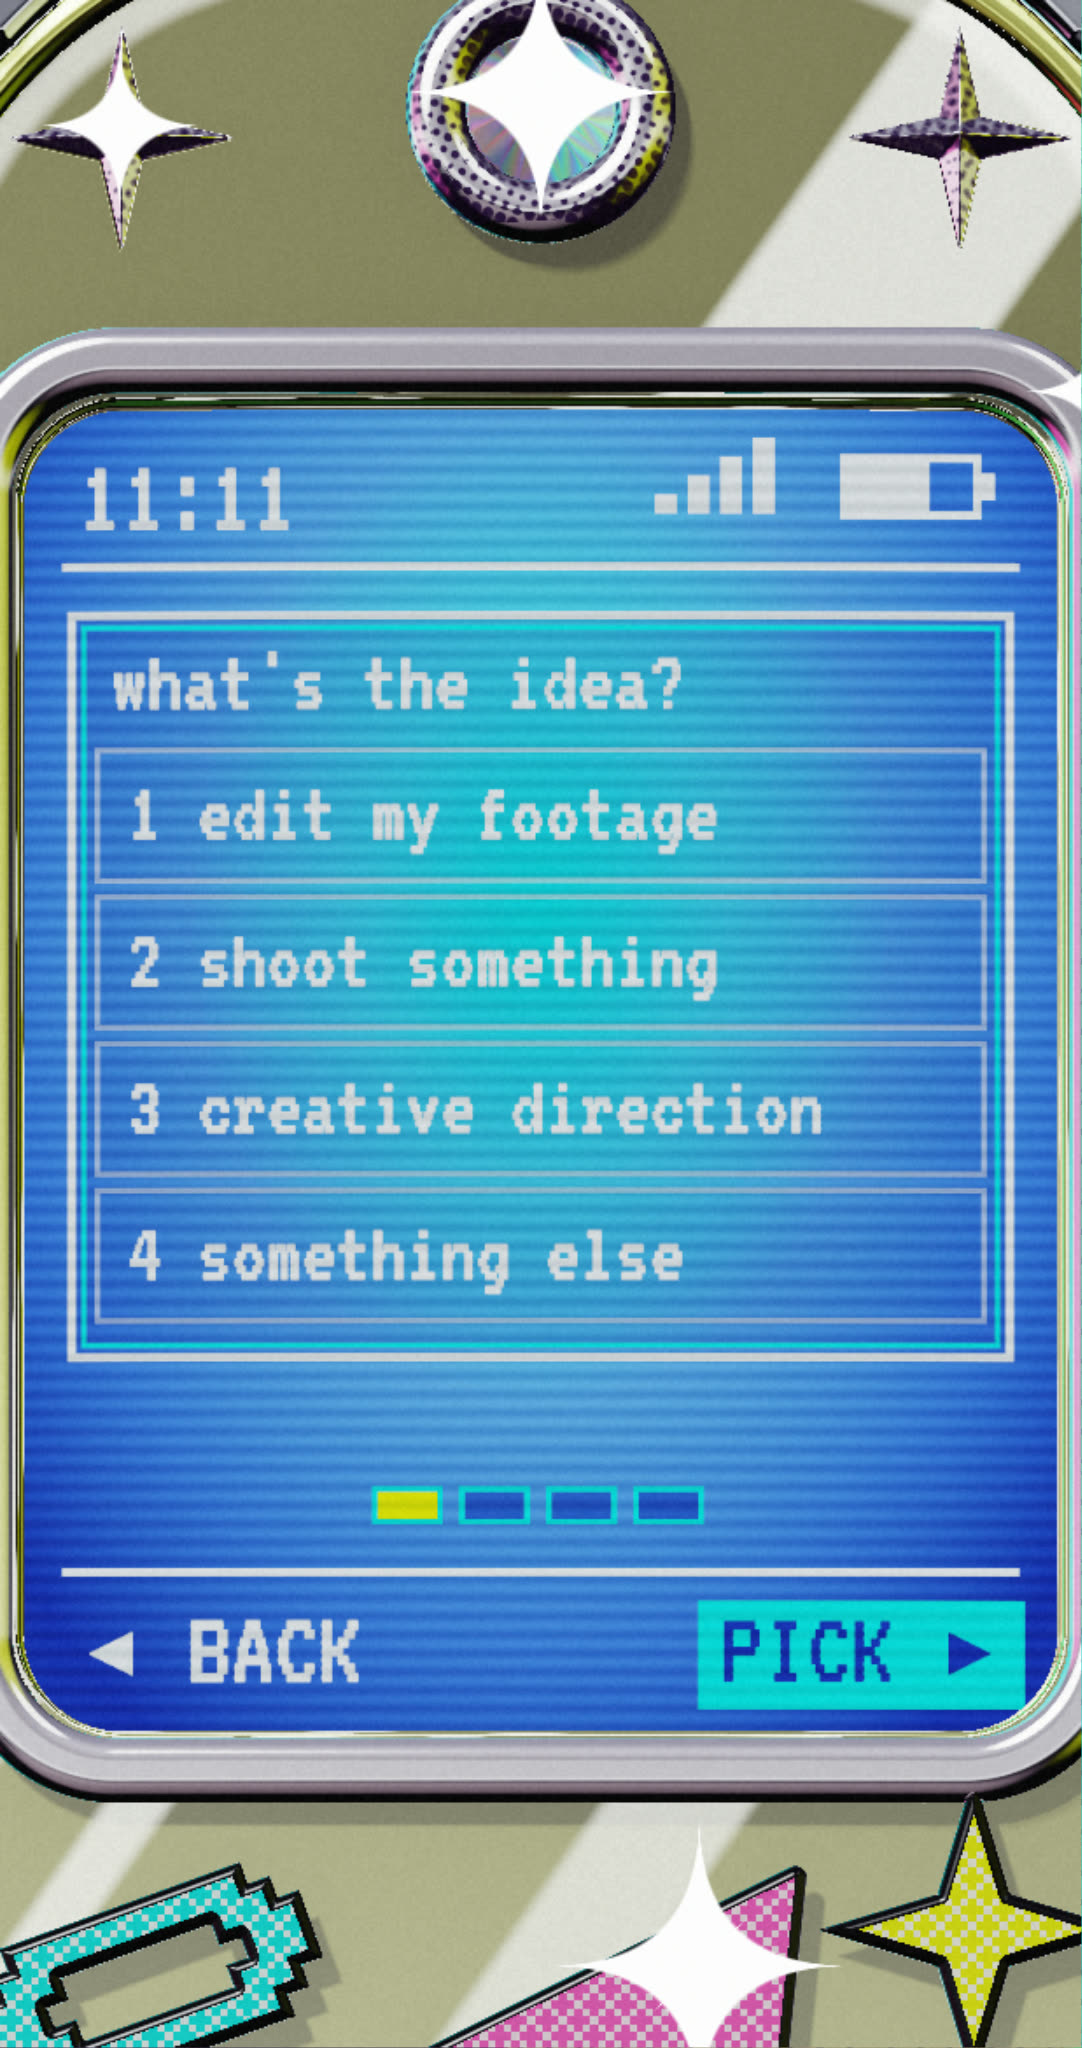 11:11
what's the idea?
1 edit my footage
2 shoot something
3 creative direction
4 something else
◀ BACK
PICK ▶